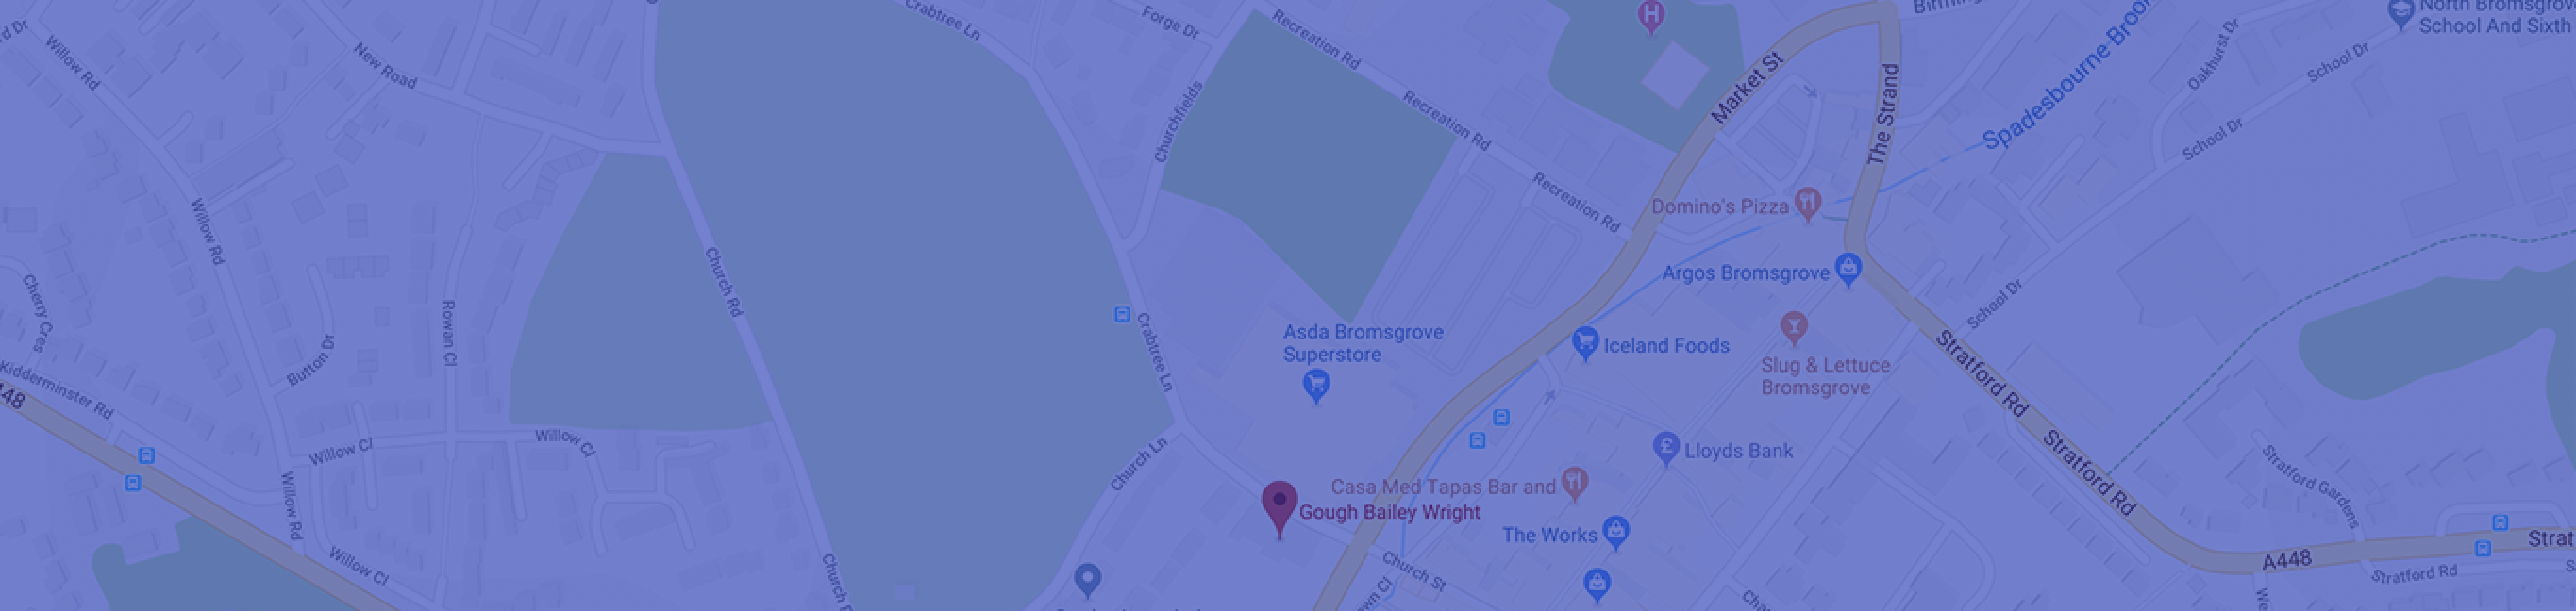 Crabtree Ln
Forge Dr
Recreation Rd
North Bromsgrove
School And Sixth
Willow Rd
New Road
Market St
The Strand
Oakhurst Dr
School Dr
Spadesbourne Brook
Churchfields
Recreation Rd
School Dr
Willow Rd
Recreation Rd
Domino's Pizza
Church Rd
Argos Bromsgrove
Cherry Cres
Rowan Cl
Button Dr
Crabtree Ln
Asda Bromsgrove
Superstore
Iceland Foods
School Dr
Slug & Lettuce
Bromsgrove
Stratford Rd
Kidderminster Rd
A448
Willow Cl
Willow Cl
Church Ln
Lloyds Bank
Stratford Rd
Stratford Gardens
Willow Rd
Casa Med Tapas Bar and
Gough Bailey Wright
The Works
Willow Cl
Church St
A448
Strat
Stratford Rd
Church